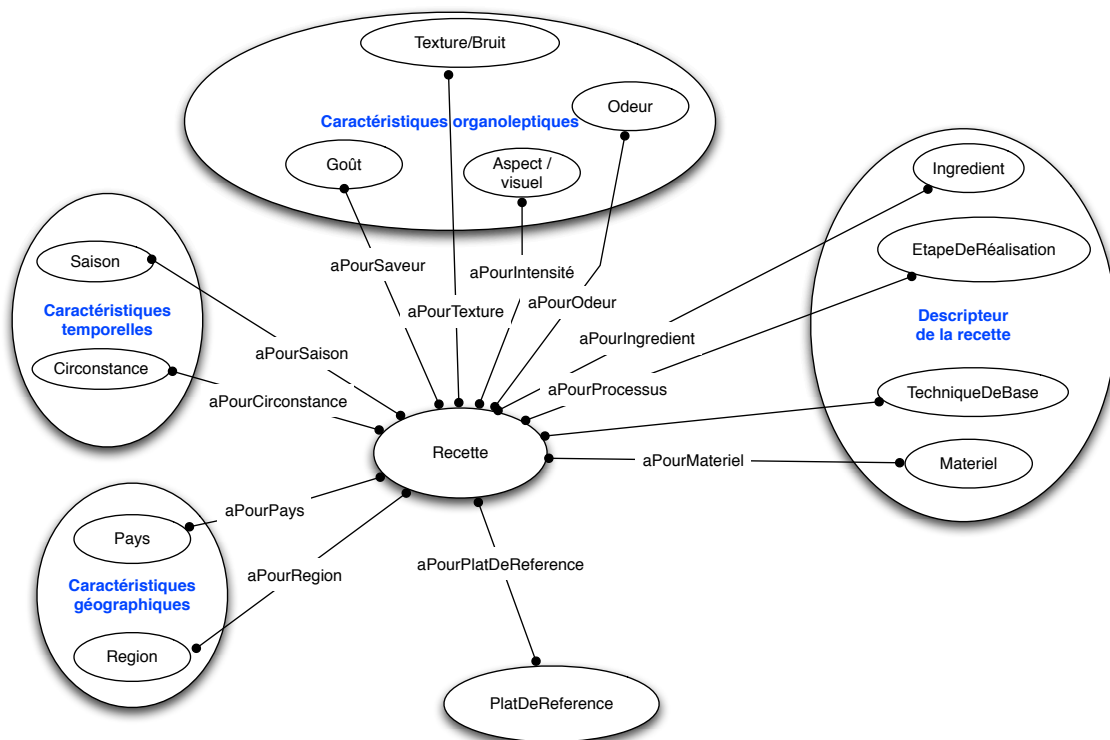 Texture/Bruit
Odeur
Caractéristiques organoleptiques
Goût
Aspect /
visuel
Ingredient
EtapeDeRéalisation
Saison
aPourSaveur
aPourIntensité
Caractéristiques
temporelles
aPourTexture
aPourOdeur
Descripteur
de la recette
aPourIngredient
aPourSaison
Circonstance
aPourProcessus
TechniqueDeBase
aPourCirconstance
Recette
aPourMateriel
Materiel
aPourPays
Pays
aPourPlatDeReference
aPourRegion
Caractéristiques
géographiques
Region
PlatDeReference